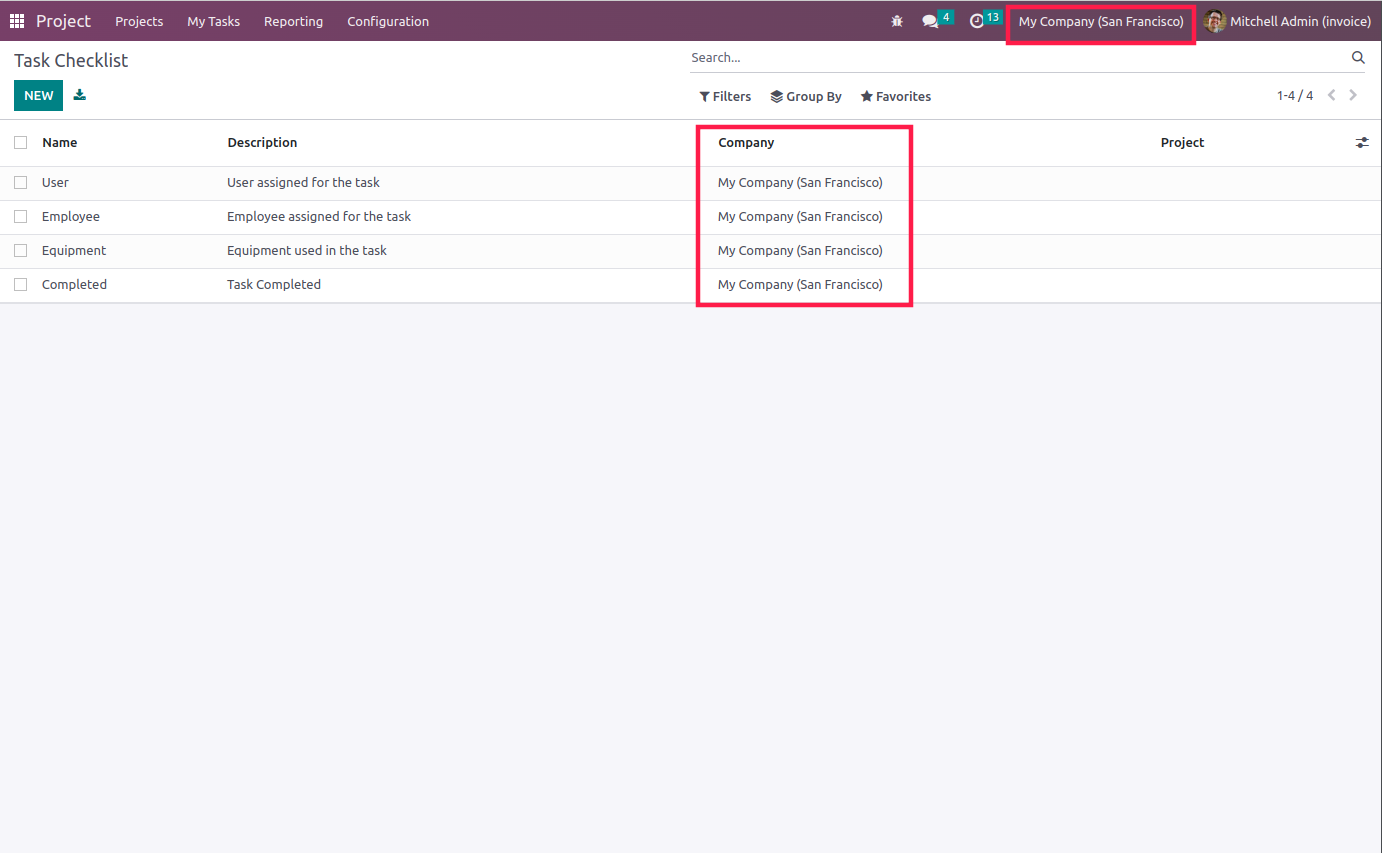 Project Projects My Tasks Reporting Configuration 4 13 My Company (San Francisco) Mitchell Admin (invoice)
Task Checklist Search...
NEW Filters Group By Favorites 1-4 / 4
Name Description Company Project
User User assigned for the task My Company (San Francisco)
Employee Employee assigned for the task My Company (San Francisco)
Equipment Equipment used in the task My Company (San Francisco)
Completed Task Completed My Company (San Francisco)